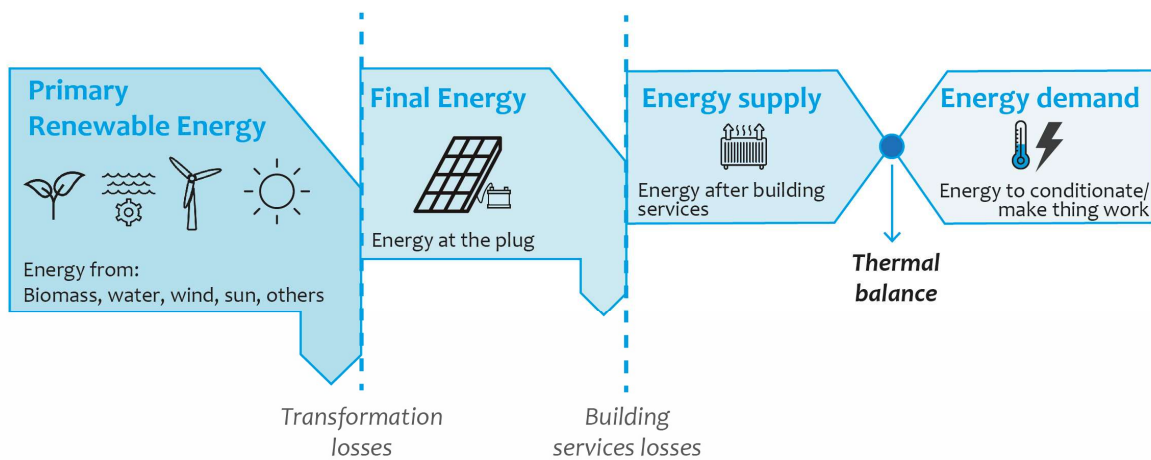 Primary
Renewable Energy
Energy from:
Biomass, water, wind, sun, others
Final Energy
Energy at the plug
Energy supply
Energy after building
services
Energy demand
Energy to conditionate/
make thing work
Thermal
balance
Transformation
losses
Building
services losses